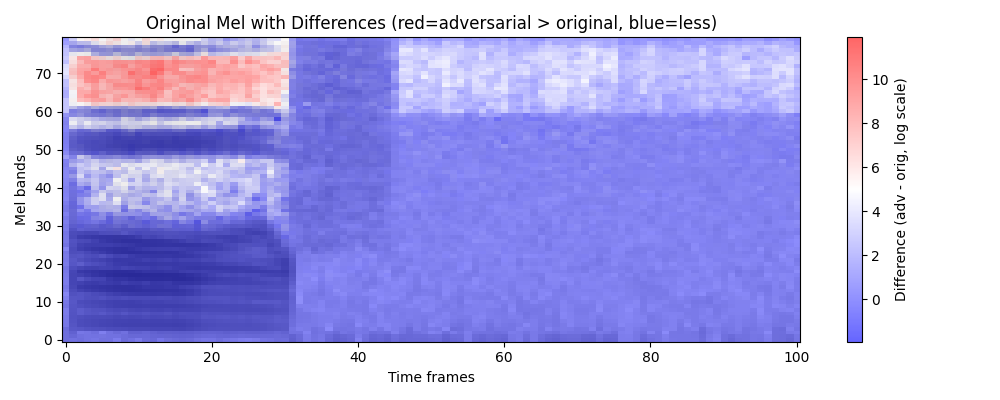 Original Mel with Differences (red=adversarial > original, blue=less)
Mel bands
70
60
50
40
30
20
10
0
0 20 40 60 80 100
Time frames
10
8
6
4
2
0
Difference (adv - orig, log scale)